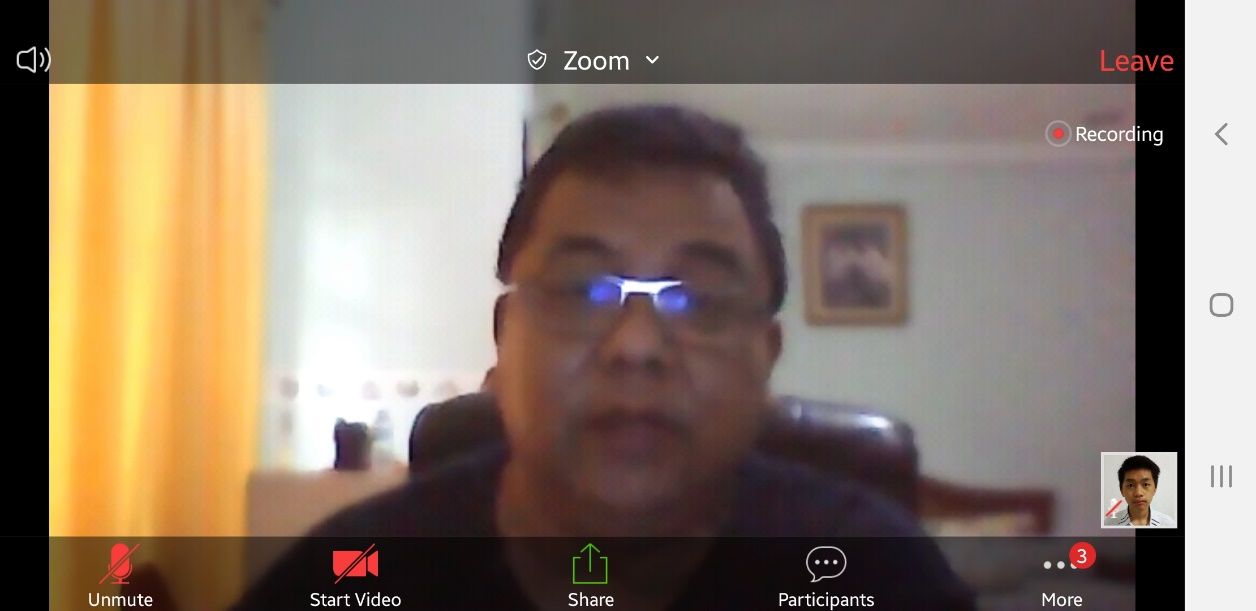 Zoom
Leave
Recording
3
Unmute
Start Video
Share
Participants
More